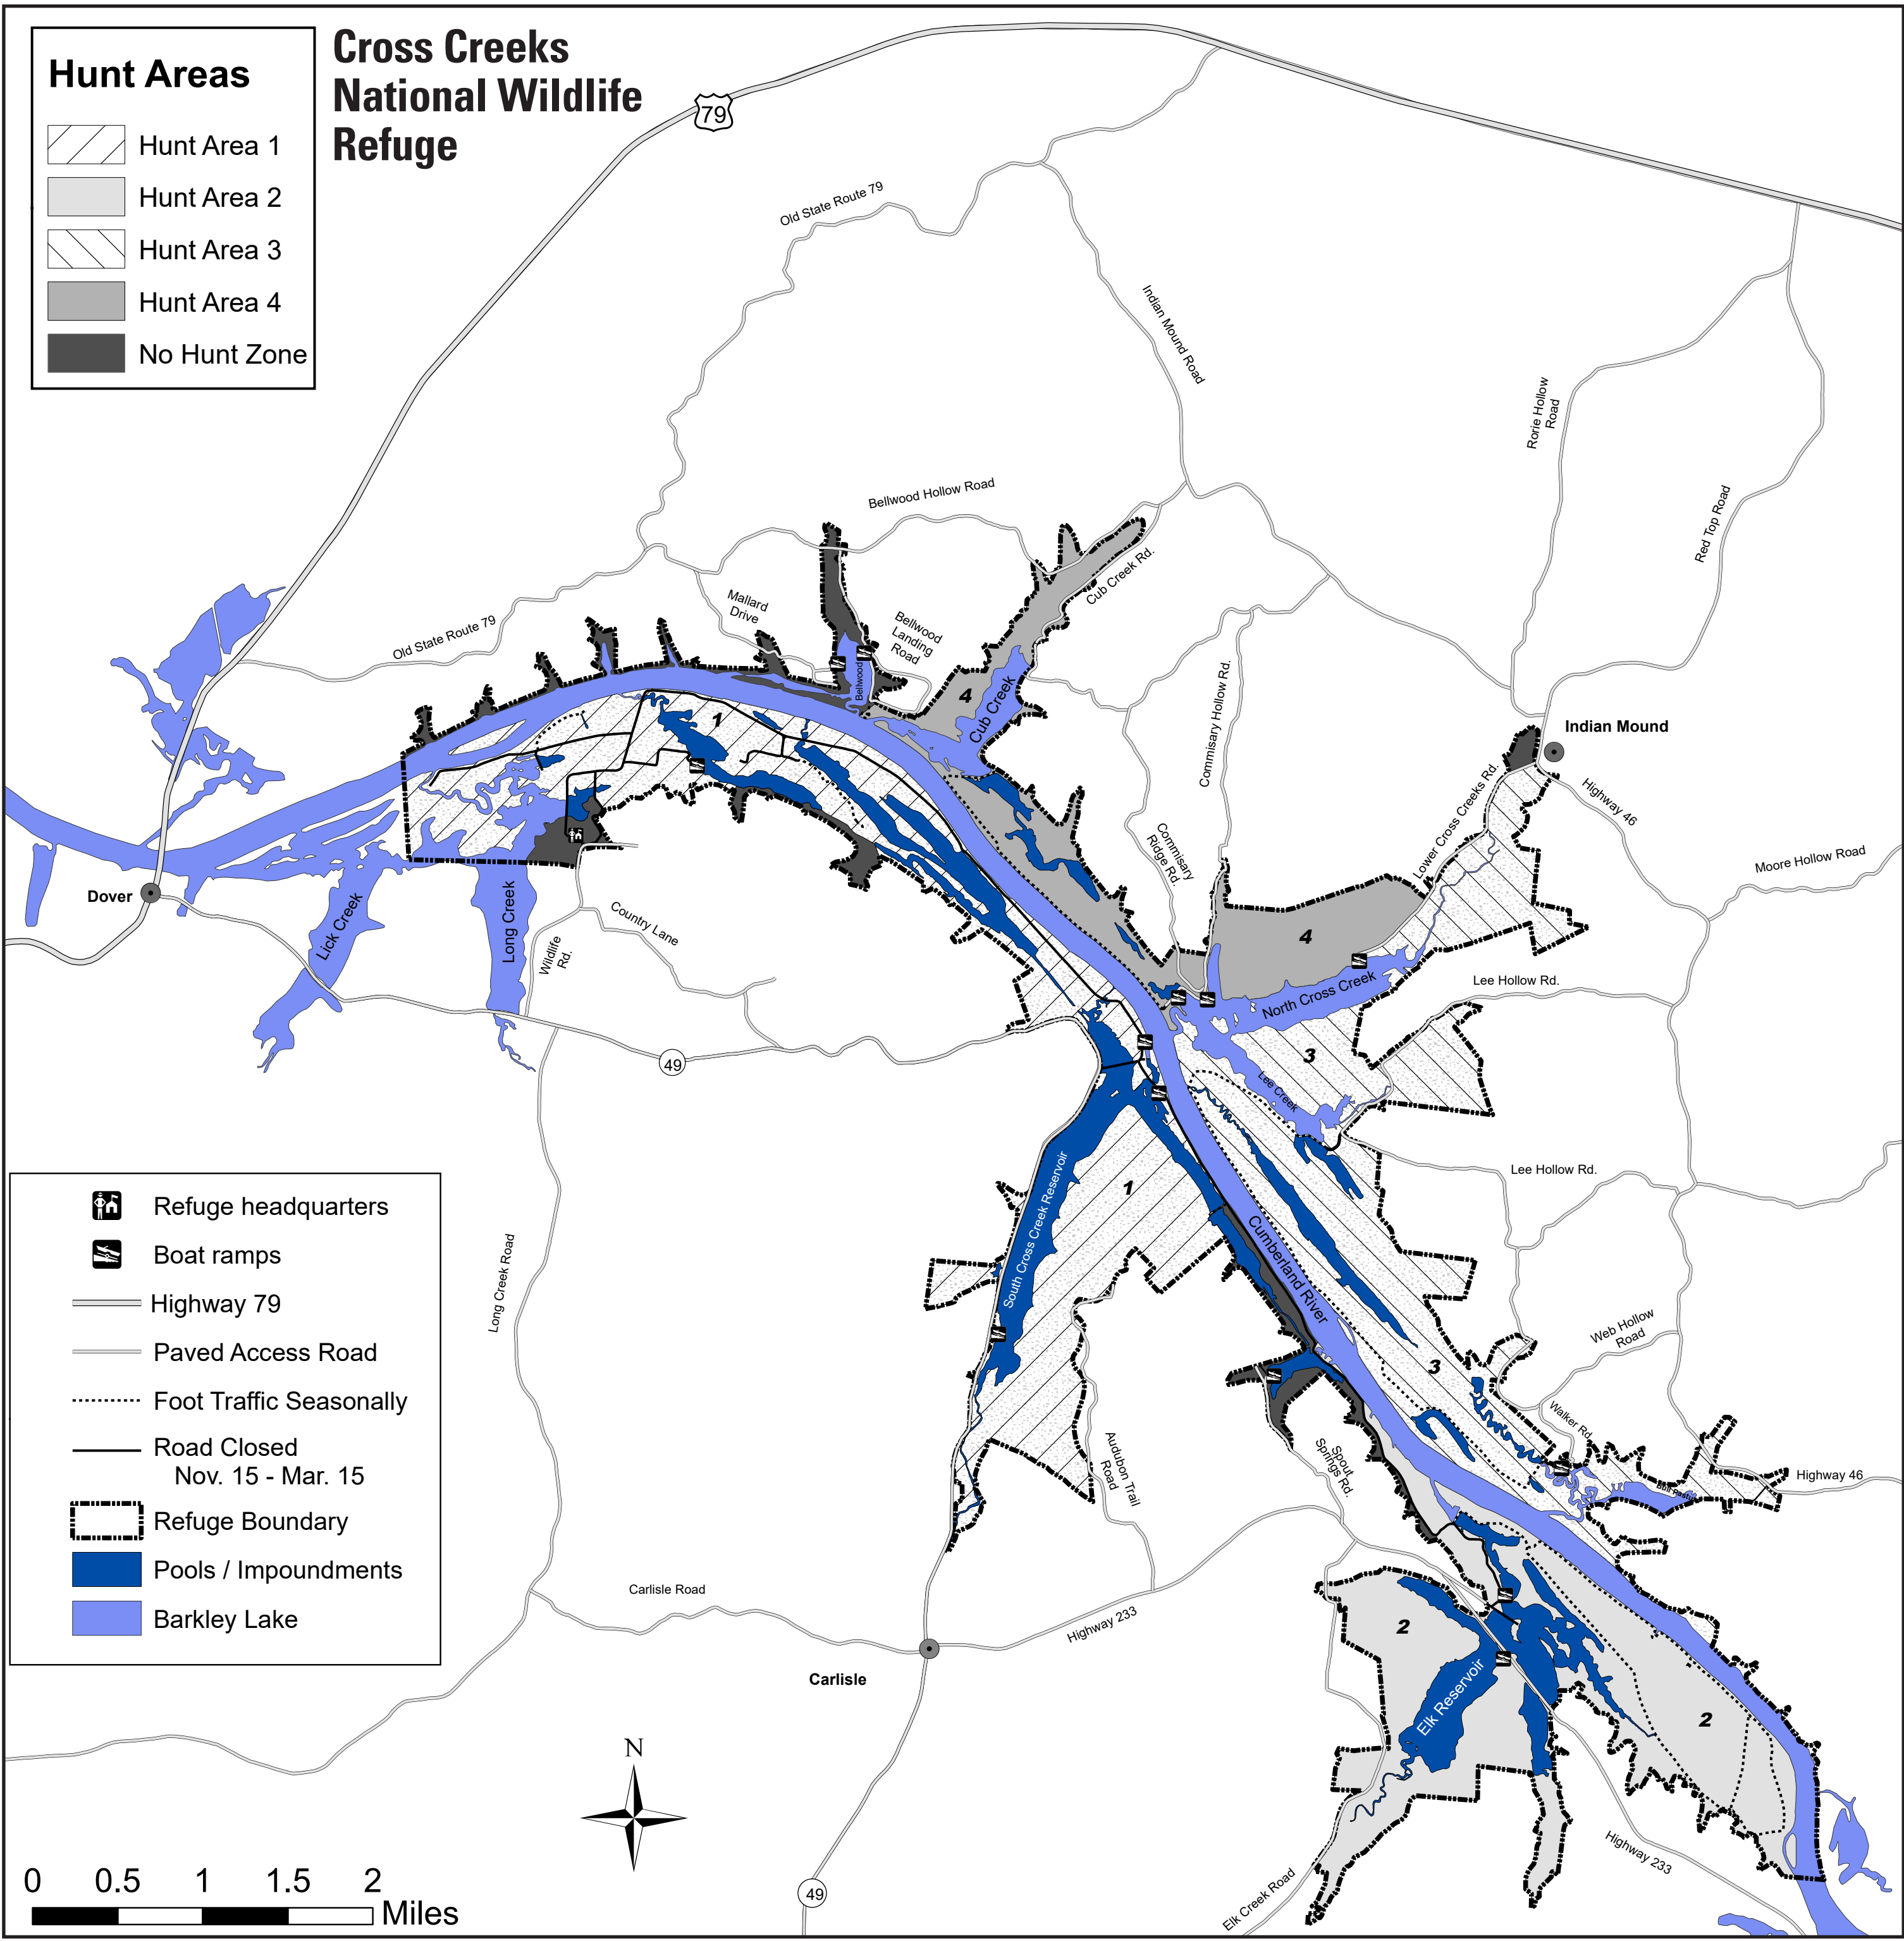 Cross Creeks
National Wildlife
Refuge
Hunt Areas
Hunt Area 1
Hunt Area 2
Hunt Area 3
Hunt Area 4
No Hunt Zone
79
Old State Route 79
Indian Mound Road
Rorie Hollow
Road
Red Top Road
Bellwood Hollow Road
Cub Creek Rd.
Mallard
Drive
Bellwood
Landing
Road
Old State Route 79
Bellwood
4
Cub Creek
Commisary Hollow Rd.
1
Indian Mound
Highway 46
Lower Cross Creeks Rd.
Commisary
Ridge Rd.
Moore Hollow Road
Dover
Lick Creek
Long Creek
Wildlife
Rd.
Country Lane
4
North Cross Creek
Lee Hollow Rd.
49
3
Lee Creek
Lee Hollow Rd.
1
South Cross Creek Reservoir
Cumberland River
Long Creek Road
Web Hollow
Road
3
Walker Rd.
Audubon Trail
Road
Spout
Springs Rd.
Highway 46
Carlisle Road
Highway 233
Carlisle
2
Elk Reservoir
2
Highway 233
Elk Creek Road
49
Refuge headquarters
Boat ramps
Highway 79
Paved Access Road
Foot Traffic Seasonally
Road Closed
Nov. 15 - Mar. 15
Refuge Boundary
Pools / Impoundments
Barkley Lake
N
0 0.5 1 1.5 2
Miles